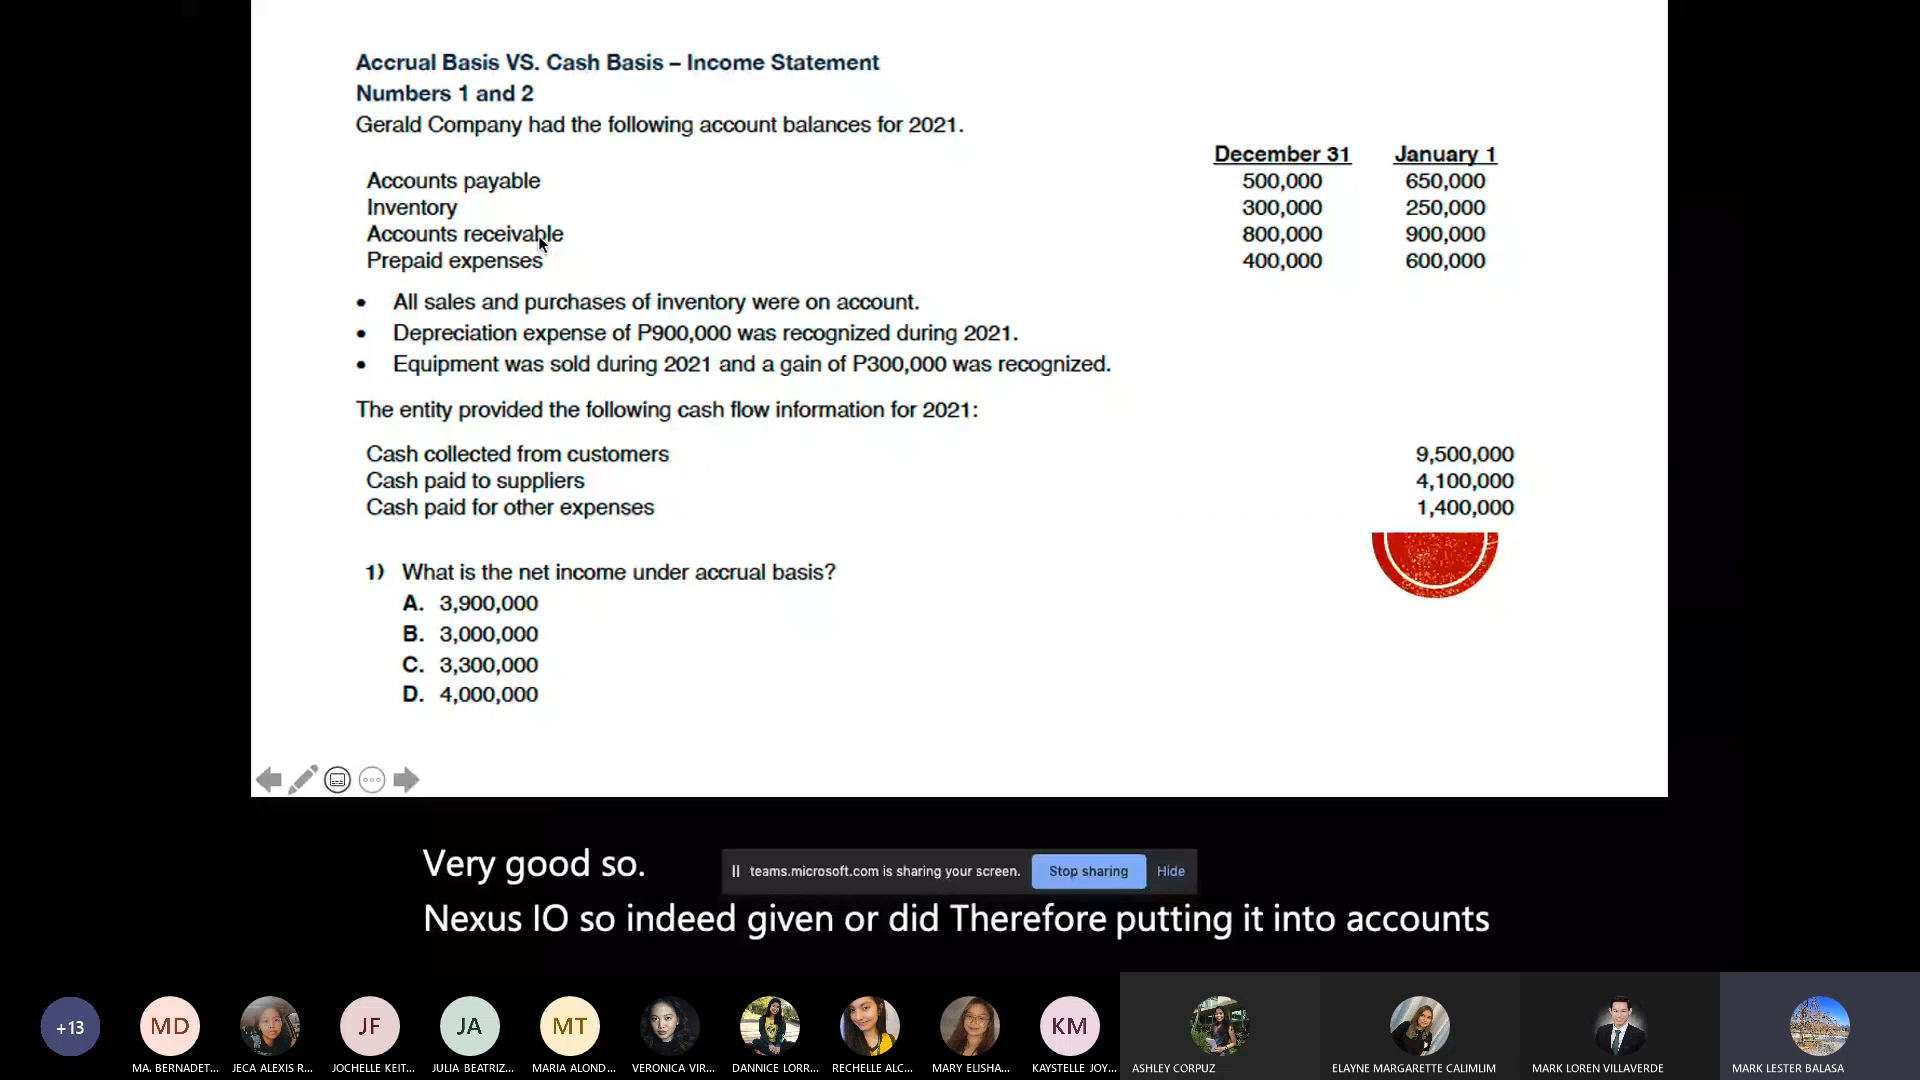 Accrual Basis VS. Cash Basis – Income Statement
Numbers 1 and 2
Gerald Company had the following account balances for 2021.
December 31 January 1
Accounts payable 500,000 650,000
Inventory 300,000 250,000
Accounts receivable 800,000 900,000
Prepaid expenses 400,000 600,000
• All sales and purchases of inventory were on account.
• Depreciation expense of P900,000 was recognized during 2021.
• Equipment was sold during 2021 and a gain of P300,000 was recognized.
The entity provided the following cash flow information for 2021:
Cash collected from customers 9,500,000
Cash paid to suppliers 4,100,000
Cash paid for other expenses 1,400,000
1) What is the net income under accrual basis?
A. 3,900,000
B. 3,000,000
C. 3,300,000
D. 4,000,000
Very good so.
teams.microsoft.com is sharing your screen. Stop sharing Hide
Nexus IO so indeed given or did Therefore putting it into accounts
+13 MD JF JA MT KM
MA. BERNADET... JECA ALEXIS R... JOCHELLE KEIT... JULIA BEATRIZ... MARIA ALOND... VERONICA VIR... DANNICE LORR... RECHELLE ALC... MARY ELISHA... KAYSTELLE JOY... ASHLEY CORPUZ ELAYNE MARGARETTE CALIMLIM MARK LOREN VILLAVERDE MARK LESTER BALASA